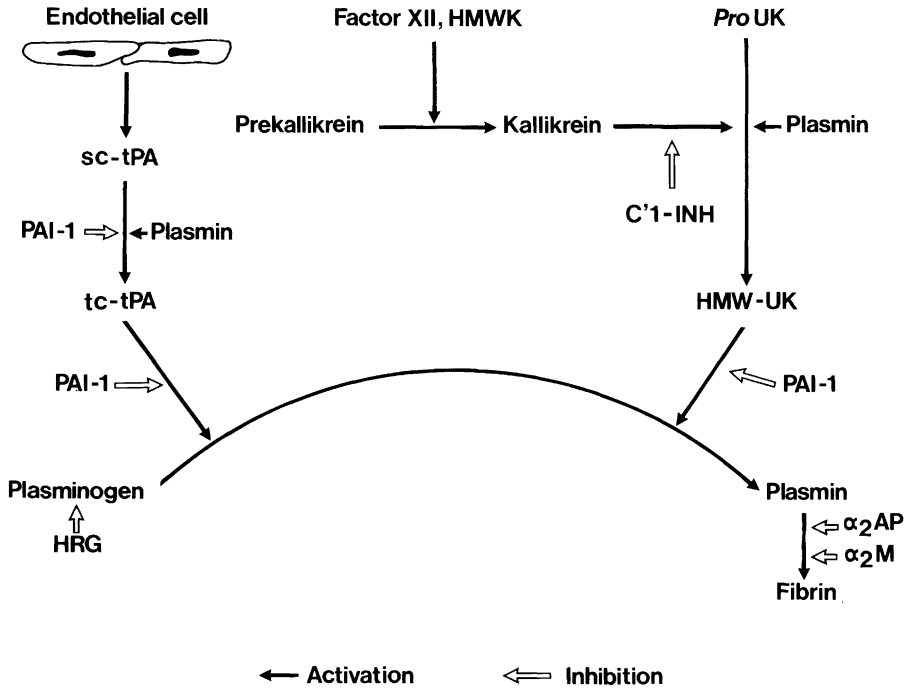 Endothelial cell
Factor XII, HMWK
Pro UK
Prekallikrein
Kallikrein
Plasmin
sc-tPA
C'1-INH
PAI-1
Plasmin
tc-tPA
HMW-UK
PAI-1
PAI-1
Plasminogen
Plasmin
HRG
α2AP
α2M
Fibrin
Activation
Inhibition